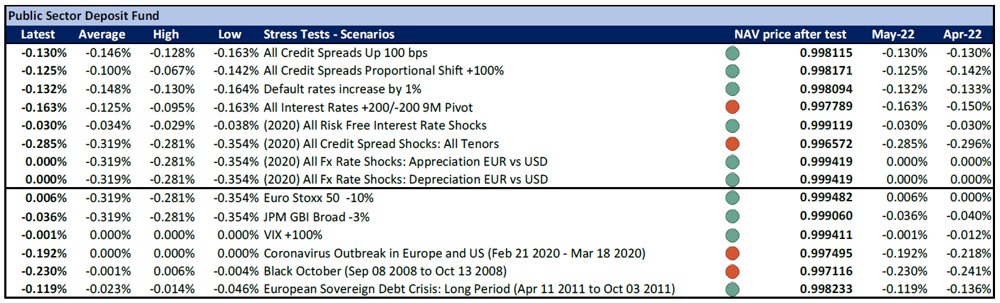 Public Sector Deposit Fund
Latest Average High Low Stress Tests - Scenarios NAV price after test May-22 Apr-22
-0.130% -0.146% -0.128% -0.163% All Credit Spreads Up 100 bps 0.998115 -0.130% -0.130%
-0.125% -0.100% -0.067% -0.142% All Credit Spreads Proportional Shift +100% 0.998171 -0.125% -0.142%
-0.132% -0.148% -0.130% -0.164% Default rates increase by 1% 0.998094 -0.132% -0.133%
-0.163% -0.125% -0.095% -0.163% All Interest Rates +200/-200 9M Pivot 0.997789 -0.163% -0.150%
-0.030% -0.034% -0.029% -0.038% (2020) All Risk Free Interest Rate Shocks 0.999119 -0.030% -0.030%
-0.285% -0.319% -0.281% -0.354% (2020) All Credit Spread Shocks: All Tenors 0.996572 -0.285% -0.296%
0.000% -0.319% -0.281% -0.354% (2020) All Fx Rate Shocks: Appreciation EUR vs USD 0.999419 0.000% 0.000%
0.000% -0.319% -0.281% -0.354% (2020) All Fx Rate Shocks: Depreciation EUR vs USD 0.999419 0.000% 0.000%
0.006% -0.319% -0.281% -0.354% Euro Stoxx 50 -10% 0.999482 0.006% 0.000%
-0.036% -0.319% -0.281% -0.354% JPM GBI Broad -3% 0.999060 -0.036% -0.040%
-0.001% 0.000% 0.000% 0.000% VIX +100% 0.999411 -0.001% -0.012%
-0.192% 0.000% 0.000% 0.000% Coronavirus Outbreak in Europe and US (Feb 21 2020 - Mar 18 2020) 0.997495 -0.192% -0.218%
-0.230% -0.001% 0.006% -0.004% Black October (Sep 08 2008 to Oct 13 2008) 0.997116 -0.230% -0.241%
-0.119% -0.023% -0.014% -0.046% European Sovereign Debt Crisis: Long Period (Apr 11 2011 to Oct 03 2011) 0.998233 -0.119% -0.136%